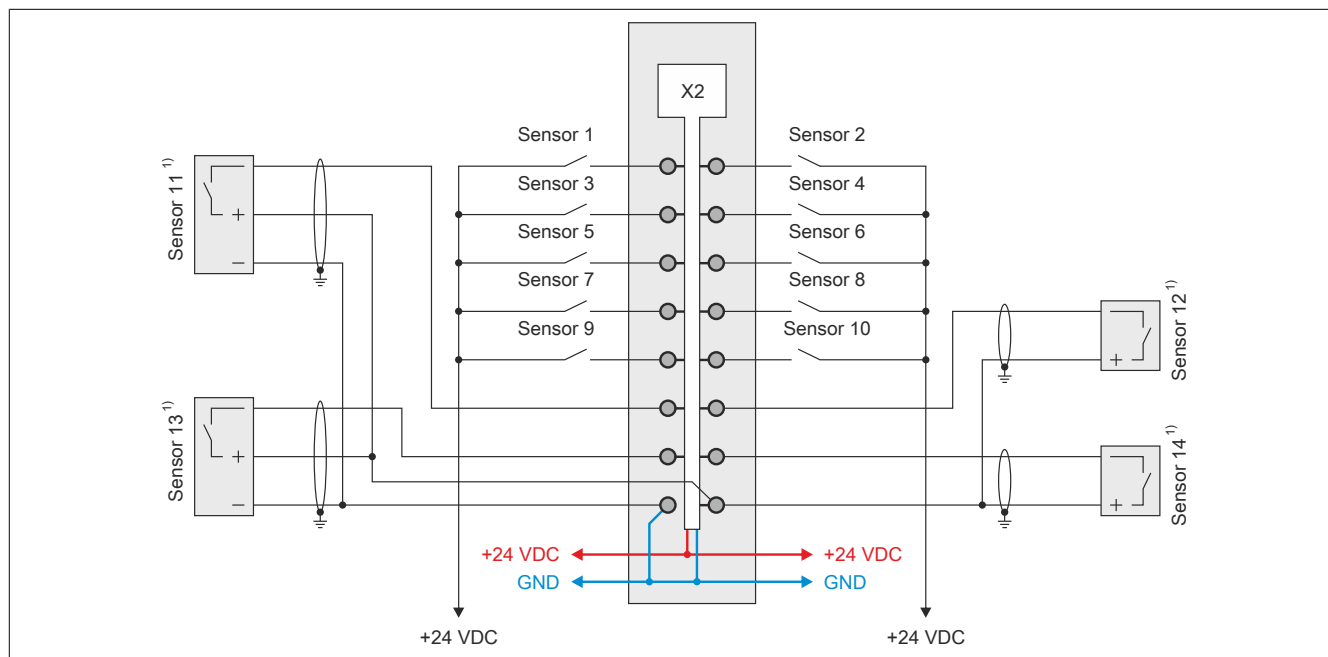 X2
Sensor 1
Sensor 2
Sensor 3
Sensor 4
Sensor 5
Sensor 6
Sensor 7
Sensor 8
Sensor 9
Sensor 10
Sensor 11 1)
+
−
Sensor 12 1)
+
Sensor 13 1)
+
−
Sensor 14 1)
+
+24 VDC
+24 VDC
GND
GND
+24 VDC
+24 VDC